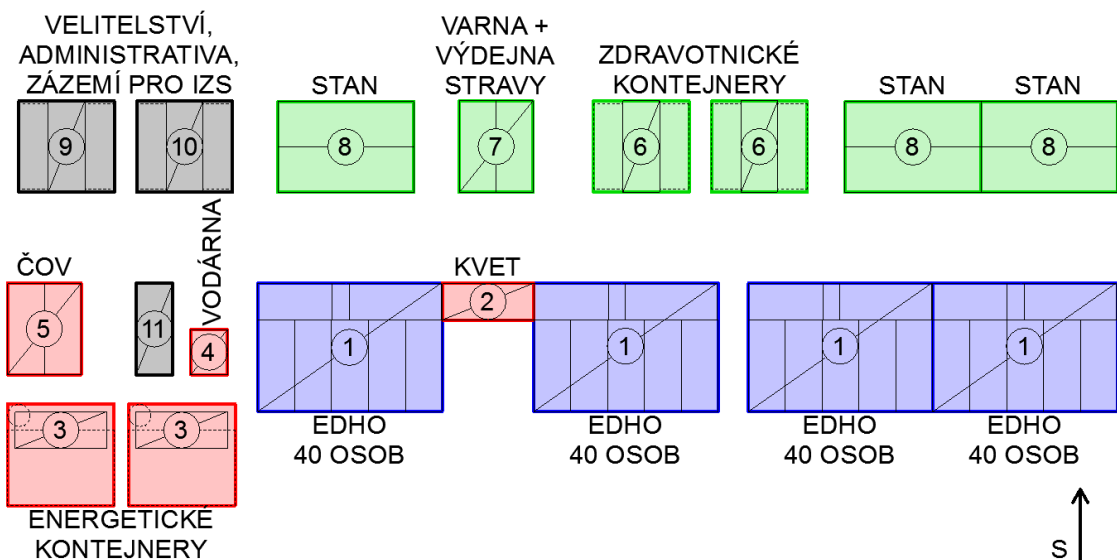 VELITELSTVÍ,
ADMINISTRATIVA,
ZÁZEMÍ PRO IZS
STAN
VARNA +
VÝDEJNA
STRAVY
ZDRAVOTNICKÉ
KONTEJNERY
STAN
STAN
9
10
8
7
6
6
8
8
ČOV
VODÁRNA
KVET
5
11
4
1
2
1
1
1
EDHO
40 OSOB
EDHO
40 OSOB
EDHO
40 OSOB
EDHO
40 OSOB
3
3
ENERGETICKÉ
KONTEJNERY
S